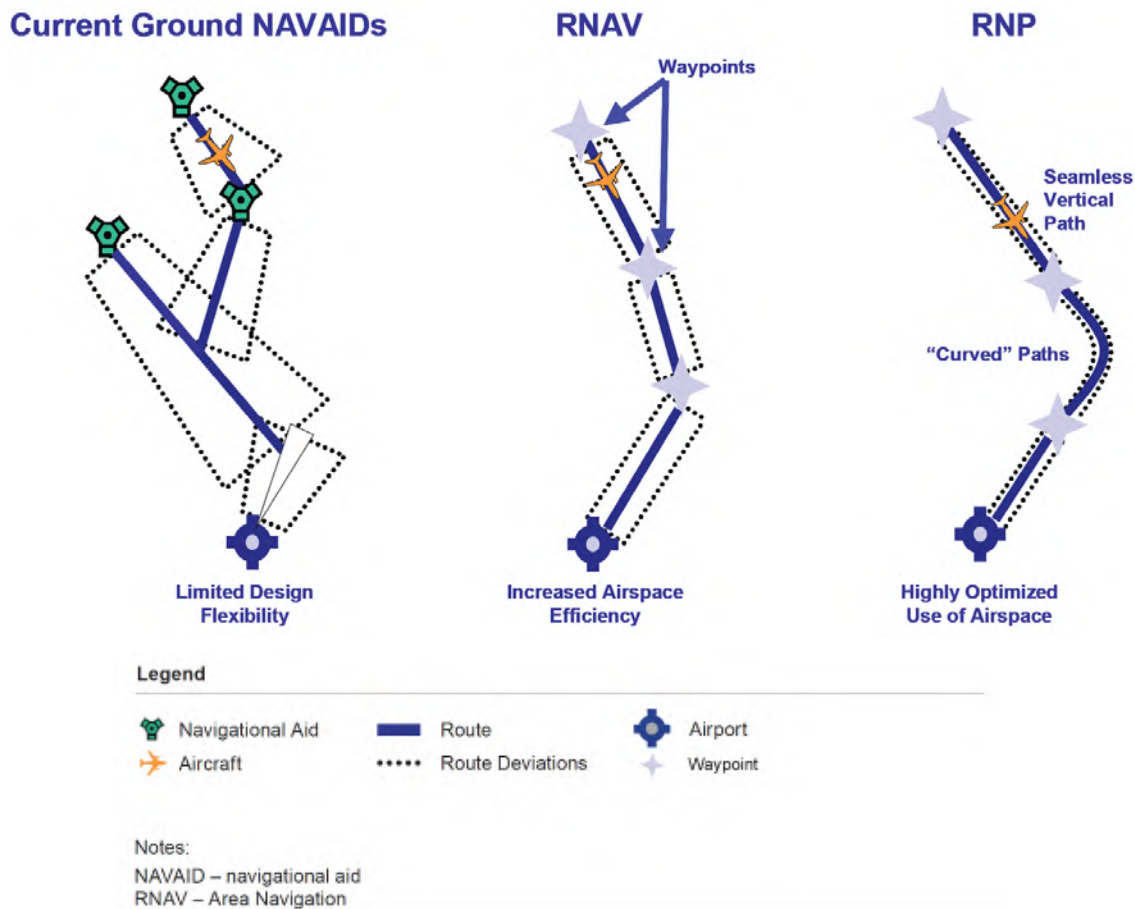 Current Ground NAVAIDs
RNAV
RNP
Waypoints
Seamless
Vertical
Path
“Curved” Paths
Limited Design
Flexibility
Increased Airspace
Efficiency
Highly Optimized
Use of Airspace
Legend
Navigational Aid
Route
Airport
Aircraft
Route Deviations
Waypoint
Notes:
NAVAID – navigational aid
RNAV – Area Navigation